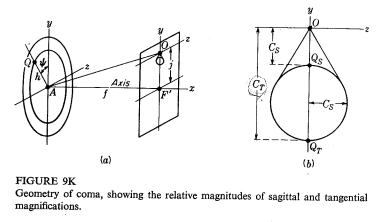 y
Q
ψ
h
z
A
Axis
f
y
O
z
x
F'
(a)
y
O
z
C_S
Q_S
C_T
C_S
Q_T
(b)
FIGURE 9K
Geometry of coma, showing the relative magnitudes of sagittal and tangential
magnifications.